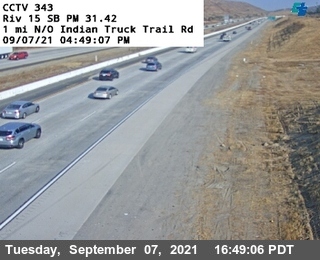 CCTV 343
Riv 15 SB PM 31.42
1 mi N/O Indian Truck Trail Rd
09/07/21 04:49:07 PM
Tuesday, September 07, 2021 16:49:06 PDT